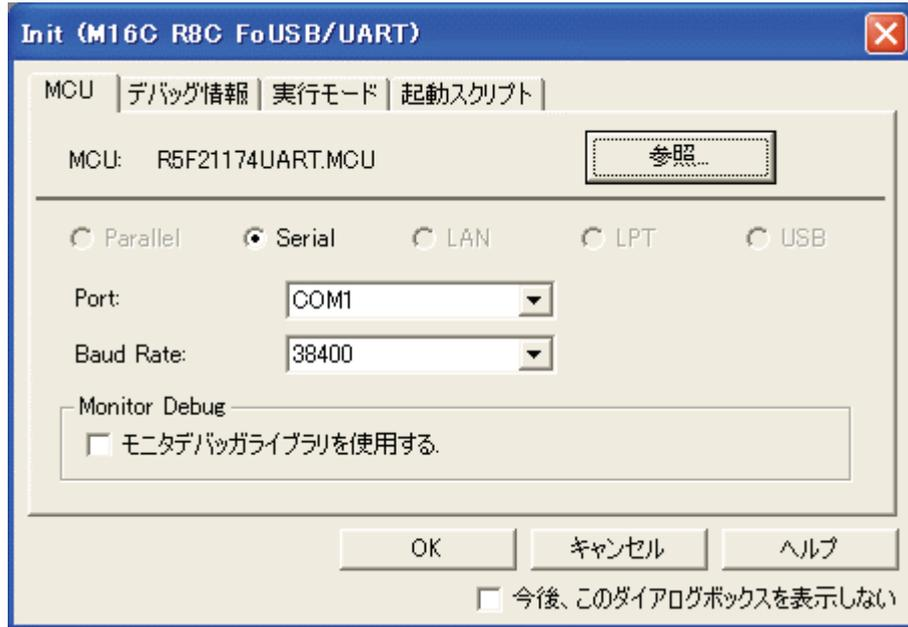 Init (M16C R8C FoUSB/UART)
MCU デバッグ情報 実行モード 起動スクリプト
MCU: R5F21174UART.MCU 参照...
Parallel Serial LAN LPT USB
Port: COM1
Baud Rate: 38400
Monitor Debug
モニタデバッガライブラリを使用する.
OK キャンセル ヘルプ
今後、このダイアログボックスを表示しない